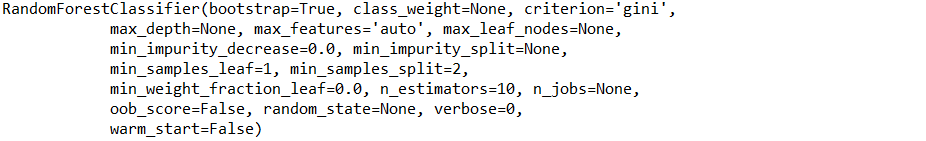 RandomForestClassifier(bootstrap=True, class_weight=None, criterion='gini',
            max_depth=None, max_features='auto', max_leaf_nodes=None,
            min_impurity_decrease=0.0, min_impurity_split=None,
            min_samples_leaf=1, min_samples_split=2,
            min_weight_fraction_leaf=0.0, n_estimators=10, n_jobs=None,
            oob_score=False, random_state=None, verbose=0,
            warm_start=False)